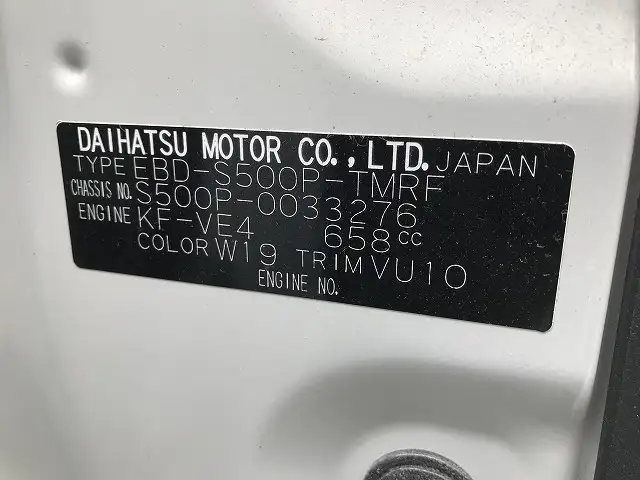 DAIHATSU MOTOR CO., LTD. JAPAN
TYPE EBD-S500P-TMRF
CHASSIS NO. S500P-0033276
ENGINE KF-VE4 658cc
COLOR W19 TRIM VU10
ENGINE NO.